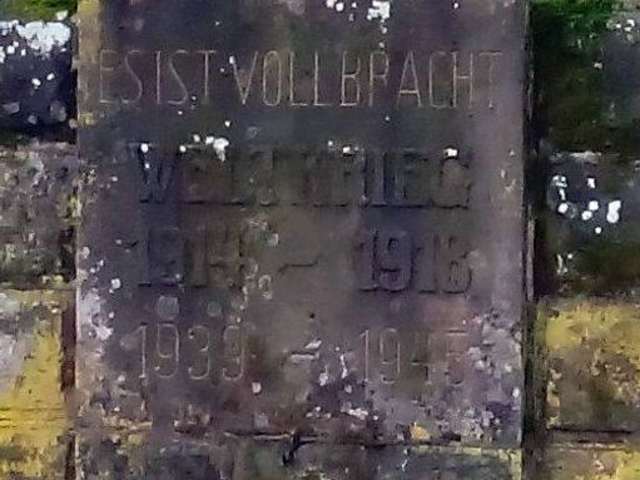 ES IST VOLLBRACHT
WELTKRIEG
1914 - 1918
1939 - 1945